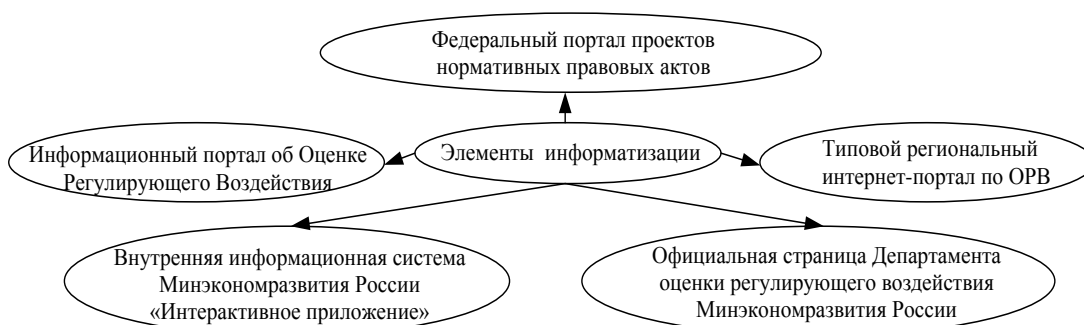 Федеральный портал проектов
нормативных правовых актов
Информационный портал об Оценке
Регулирующего Воздействия
Элементы информатизации
Типовой региональный
интернет-портал по ОРВ
Внутренняя информационная система
Минэкономразвития России
«Интерактивное приложение»
Официальная страница Департамента
оценки регулирующего воздействия
Минэкономразвития России